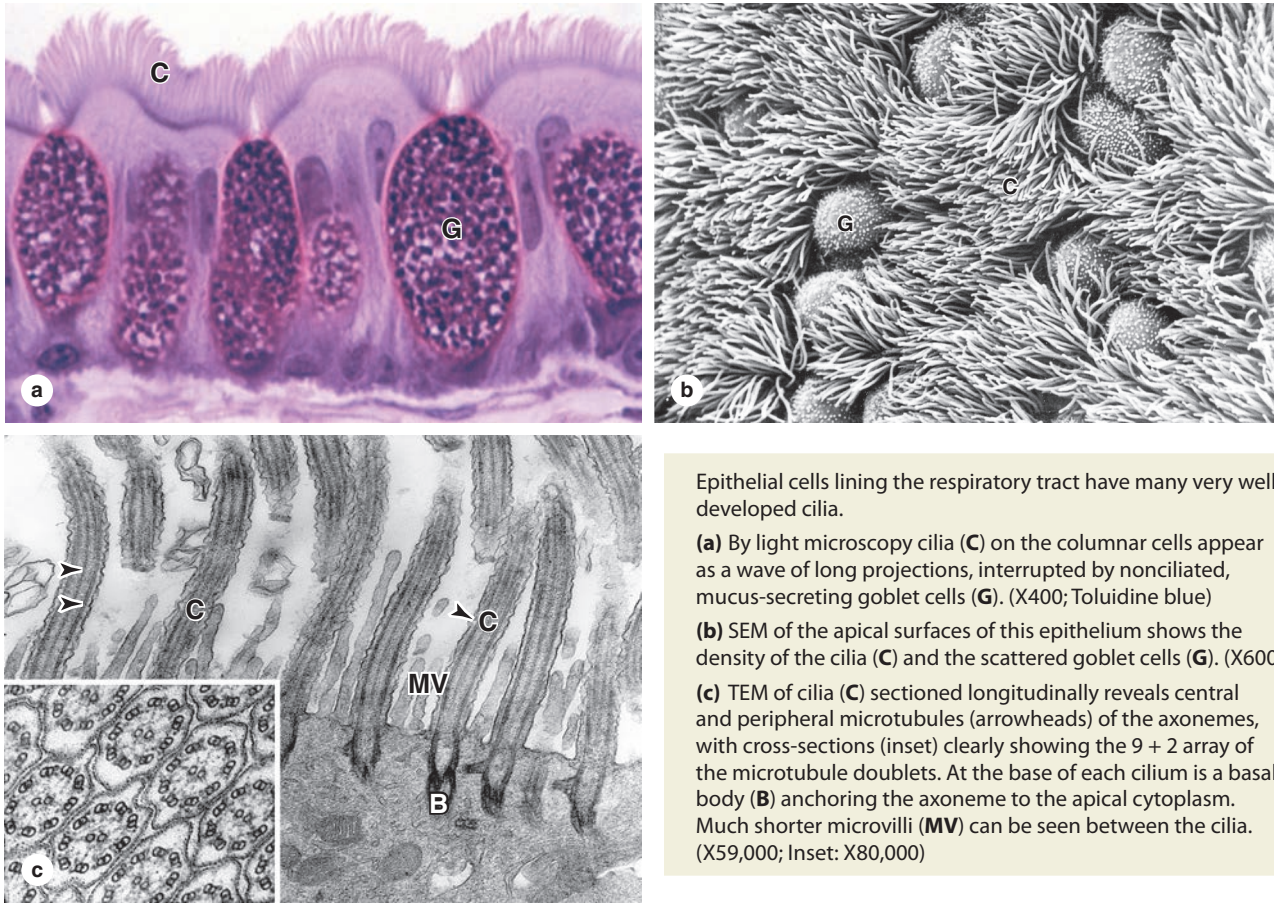 C
G
a
C
G
b
C
C
MV
B
c
Epithelial cells lining the respiratory tract have many very well
developed cilia.
(a) By light microscopy cilia (C) on the columnar cells appear
as a wave of long projections, interrupted by nonciliated,
mucus-secreting goblet cells (G). (X400; Toluidine blue)
(b) SEM of the apical surfaces of this epithelium shows the
density of the cilia (C) and the scattered goblet cells (G). (X600
(c) TEM of cilia (C) sectioned longitudinally reveals central
and peripheral microtubules (arrowheads) of the axonemes,
with cross-sections (inset) clearly showing the 9 + 2 array of
the microtubule doublets. At the base of each cilium is a basal
body (B) anchoring the axoneme to the apical cytoplasm.
Much shorter microvilli (MV) can be seen between the cilia.
(X59,000; Inset: X80,000)